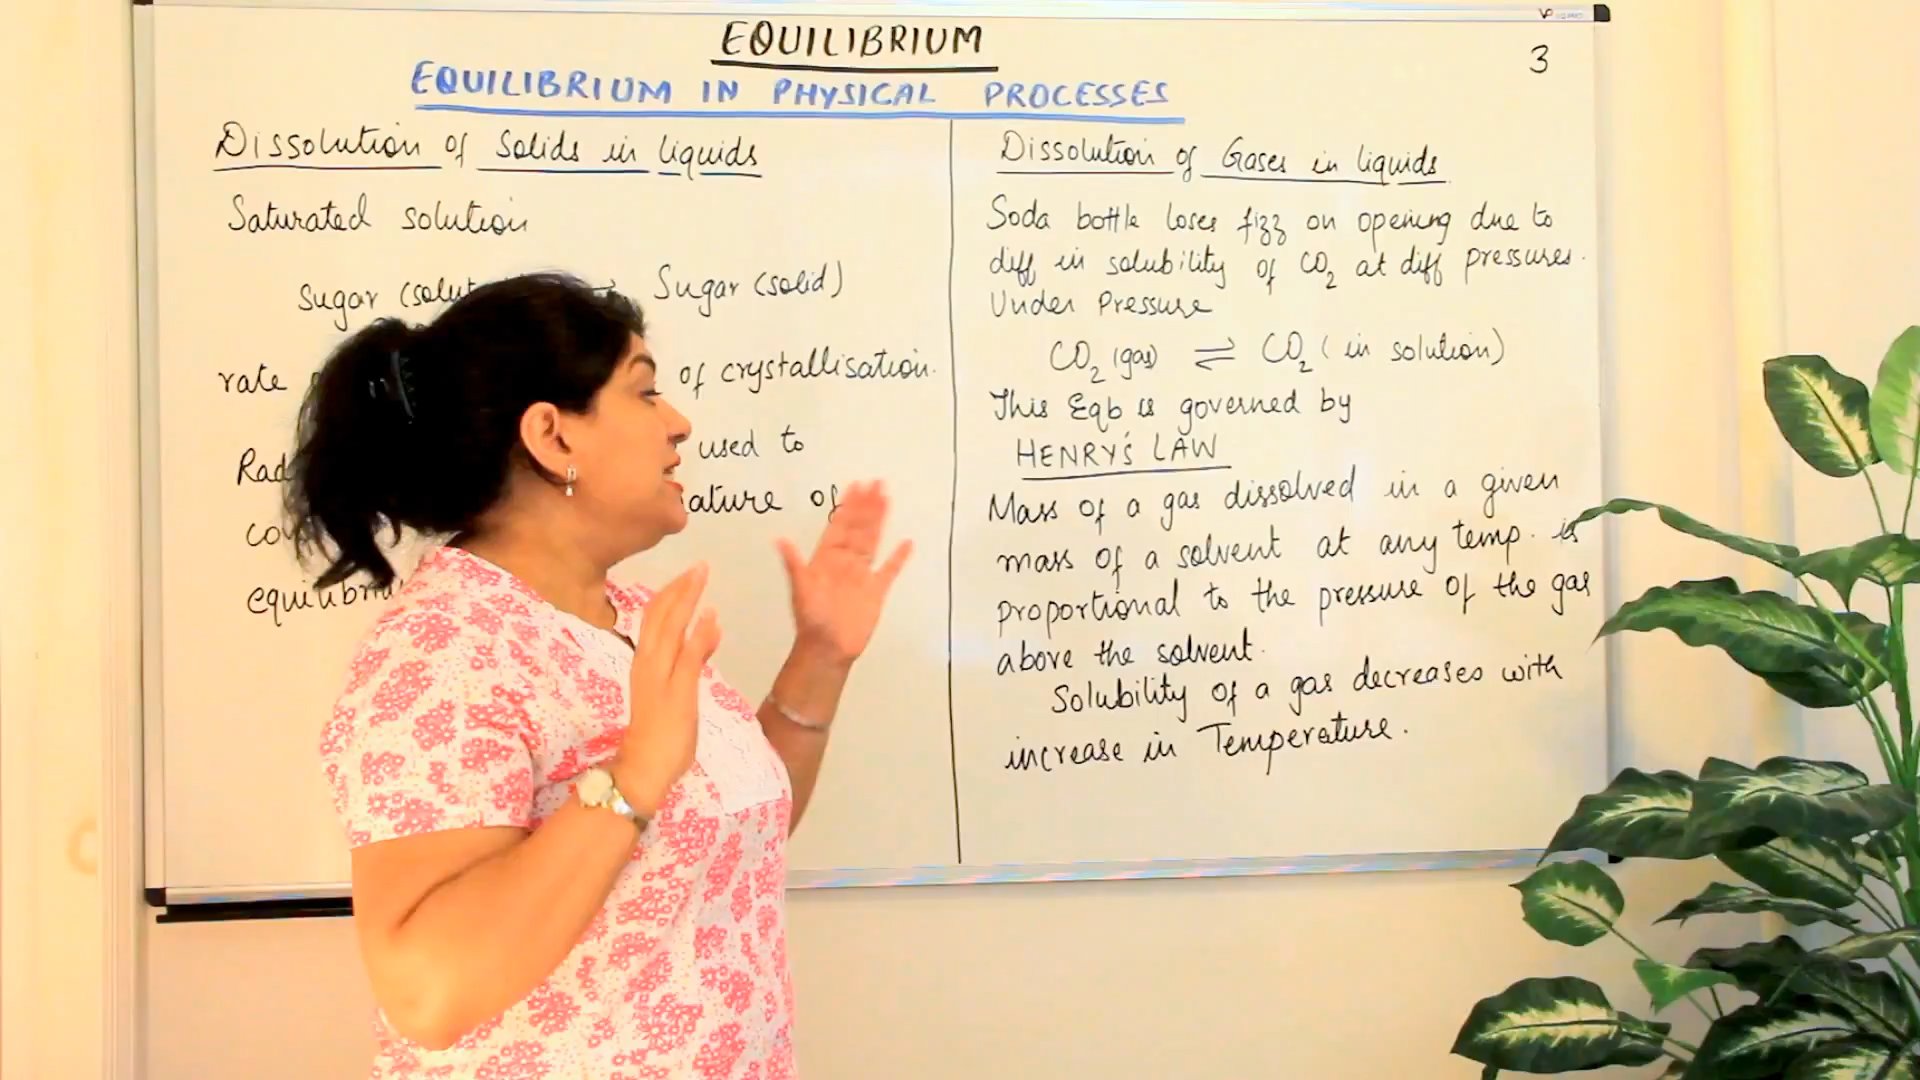 EQUILIBRIUM
3
EQUILIBRIUM IN PHYSICAL PROCESSES
Dissolution of Solids in liquids
Saturated solution
Sugar (solut ⇌ Sugar (solid)
rate of crystallisation.
Rad used to
ature of
equilibriu
Dissolution of Gases in liquids
Soda bottle loses fizz on opening due to
diff in solubility of CO2 at diff pressures.
Under Pressure
CO2 (gas) ⇌ CO2 (in solution)
This Eqb is governed by
HENRY'S LAW
Mass of a gas dissolved in a given
mass of a solvent at any temp. is
proportional to the pressure of the gas
above the solvent.
Solubility of a gas decreases with
increase in Temperature.